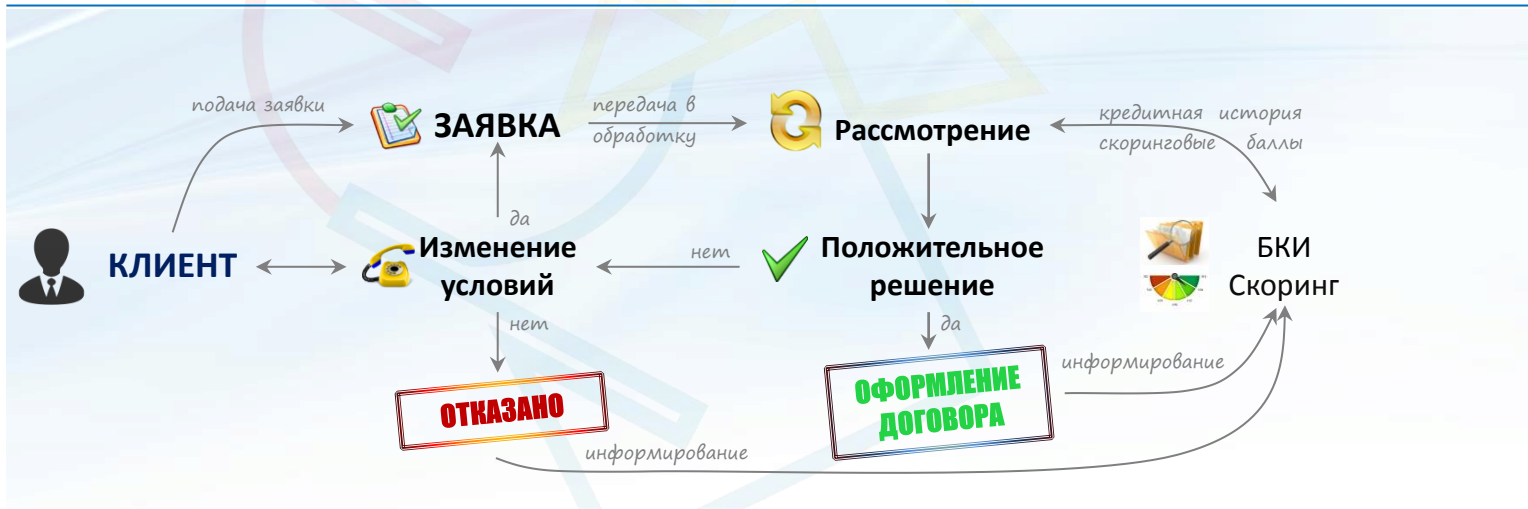 подача заявки
ЗАЯВКА
передача в
обработку
Рассмотрение
кредитная история
скоринговые баллы
да
КЛИЕНТ
Изменение
условий
нет
Положительное
решение
БКИ
Скоринг
нет
да
ОТКАЗАНО
ОФОРМЛЕНИЕ
ДОГОВОРА
информирование
информирование